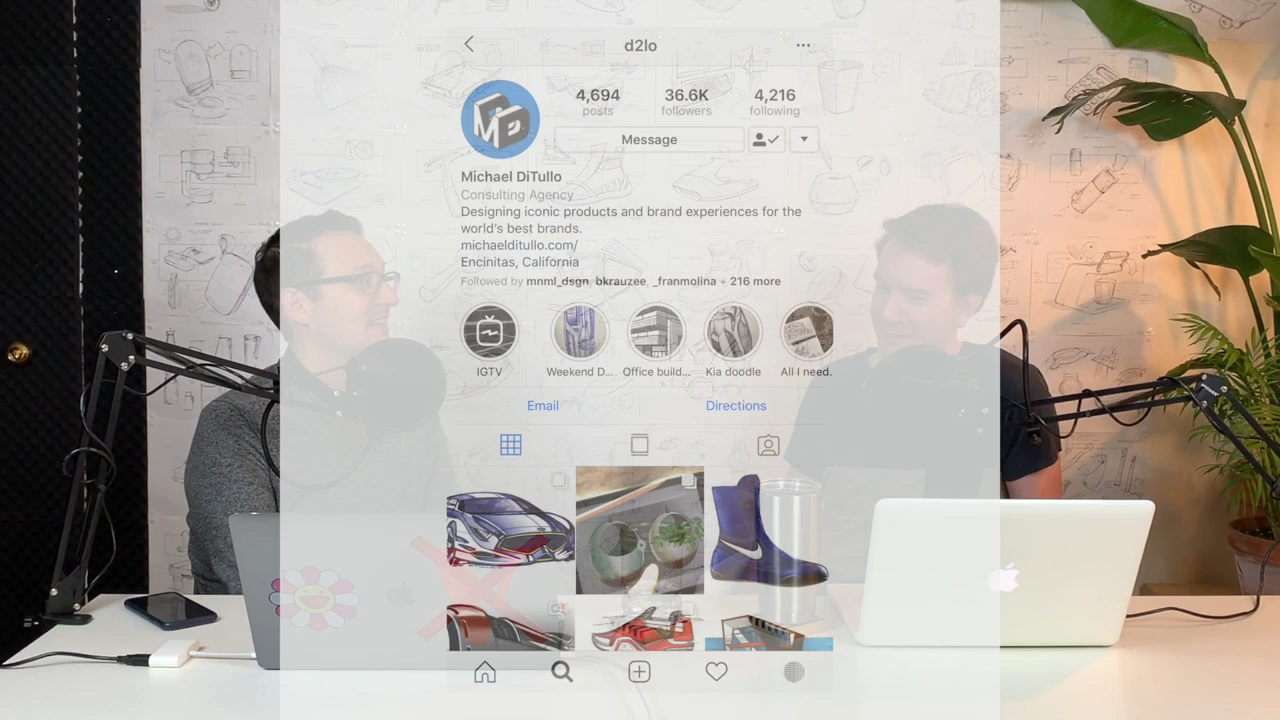 d2lo
4,694 36.6K 4,216
posts followers following
Message
Michael DiTullo
Consulting Agency
Designing iconic products and brand experiences for the
world's best brands.
michaelditullo.com/
Encinitas, California
Followed by mnml_dsgn bkrauzee, _franmolina + 216 more
IGTV Weekend D... Office build... Kia doodle All I need.
Email Directions